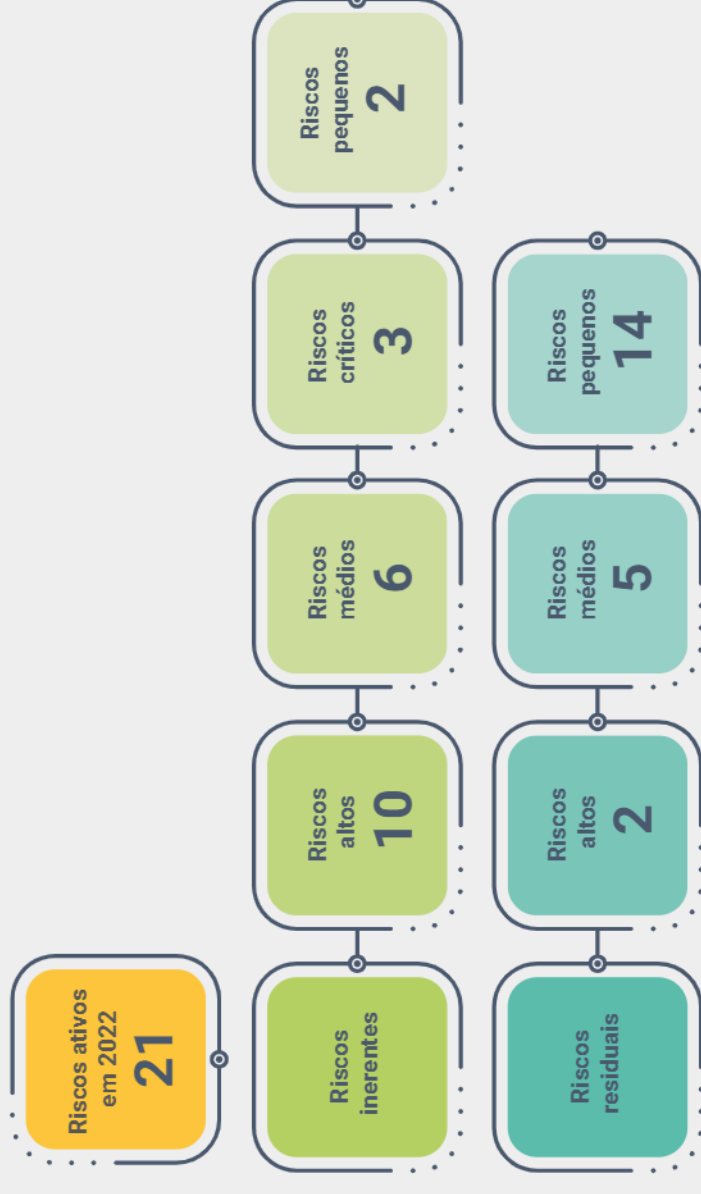 Riscos ativos
em 2022
21
Riscos
inerentes
Riscos
altos
10
Riscos
médios
6
Riscos
críticos
3
Riscos
pequenos
2
Riscos
residuais
Riscos
altos
2
Riscos
médios
5
Riscos
pequenos
14